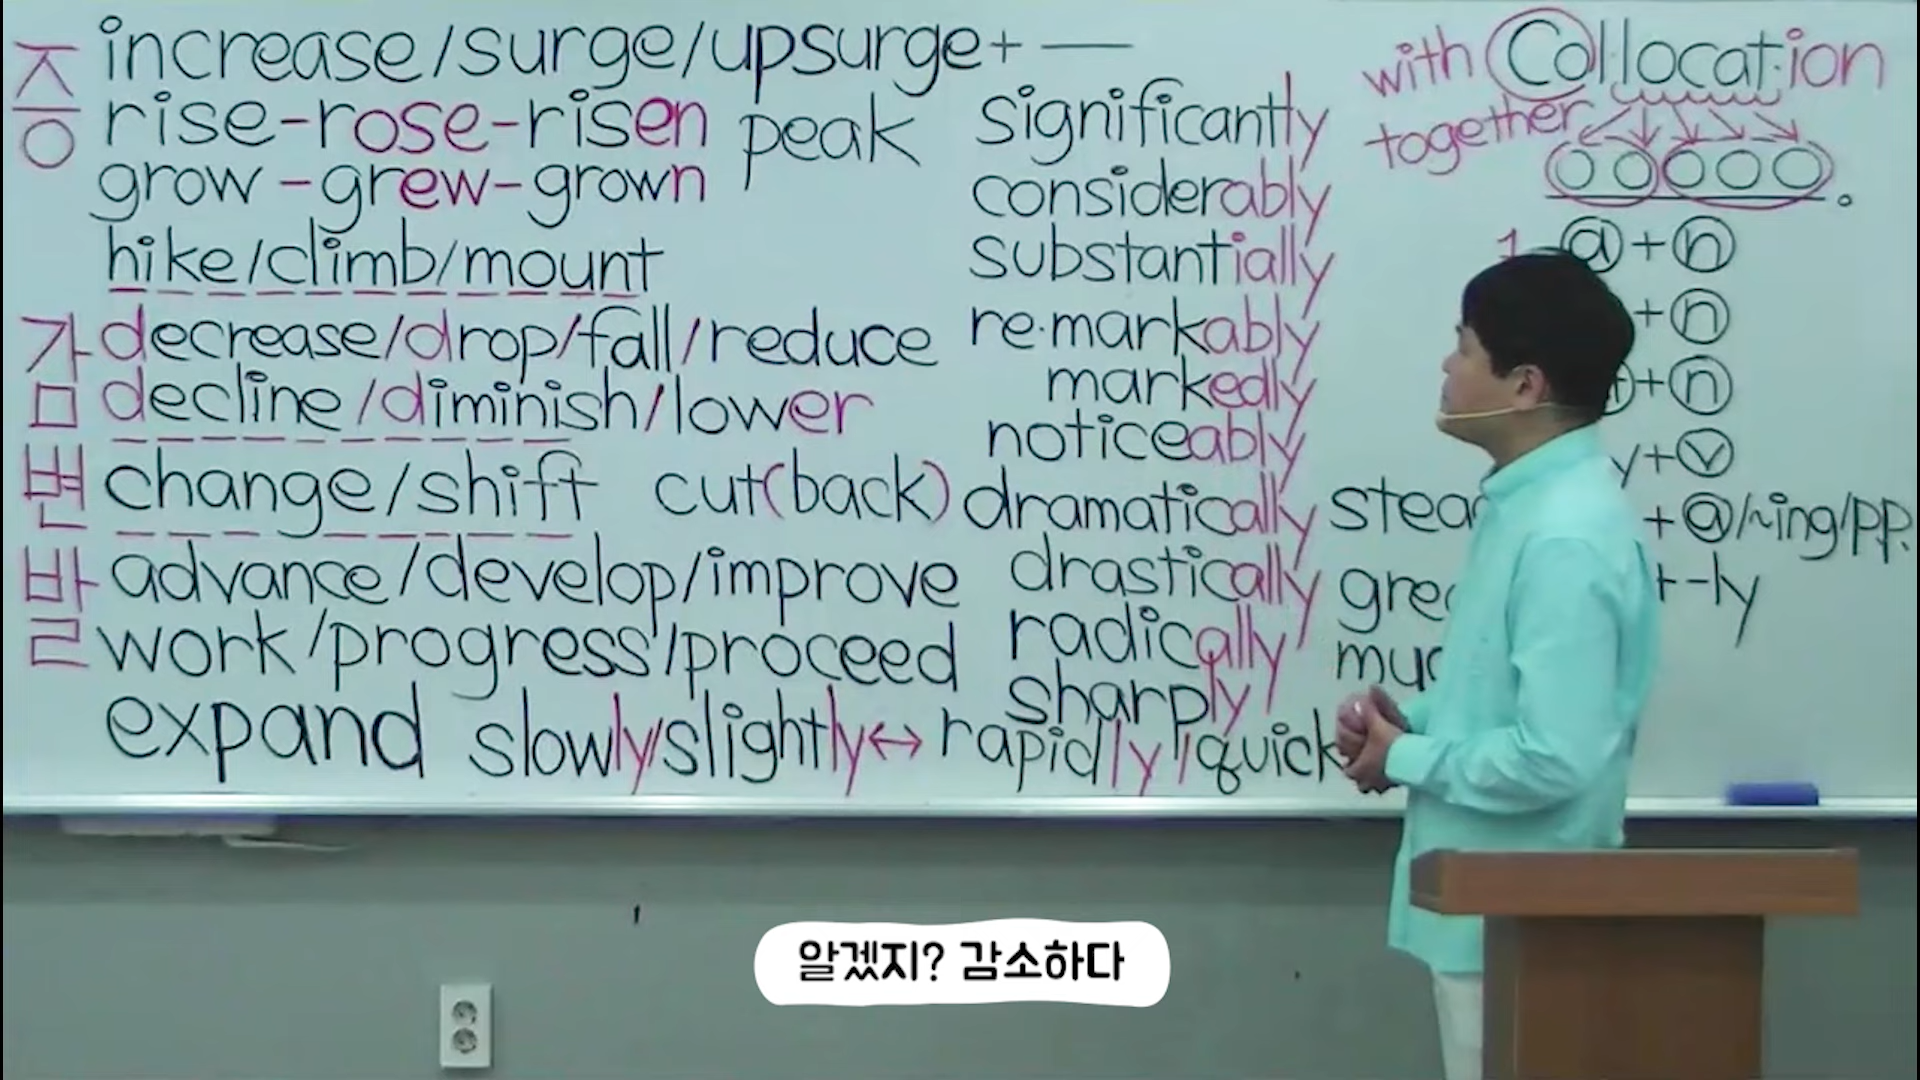 증 increase/surge/upsurge + —
rise-rose-risen peak
grow-grew-grown
hike/climb/mount
감 decrease/drop/fall/reduce
decline/diminish/lower
변 change/shift cut(back)
발 advance/develop/improve
work/progress/proceed
expand slowly/slightly↔rapidly/quick
significantly
considerably
substantially
re·markably
markedly
noticeably
dramatically
drastically
radically
sharply
with Col·locat·ion
together
1 ⓐ+ⓝ
+ⓝ
+ⓝ
y+ⓥ
+ⓐ/~ing/p.p.
+-ly
알겠지? 감소하다